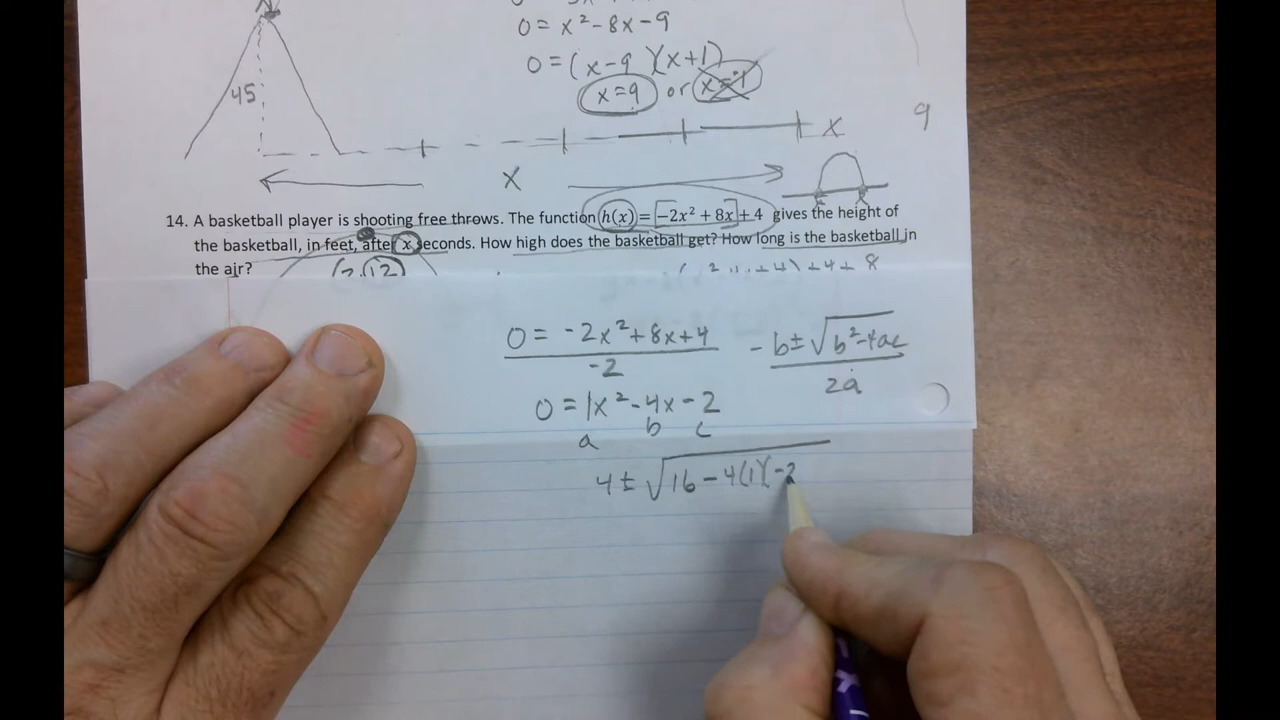 0 = x² - 8x - 9
0 = (x-9)(x+1)
x=9 or x=-1
45
x
9
x
14. A basketball player is shooting free throws. The function h(x) = [-2x² + 8x] + 4 gives the height of
the basketball, in feet, after x seconds. How high does the basketball get? How long is the basketball in
the air?
0 = -2x²+8x+4
-2
-b±√b²-4ac
2a
0 = 1x²-4x-2
a b c
4 ± √16-4(1)(-2